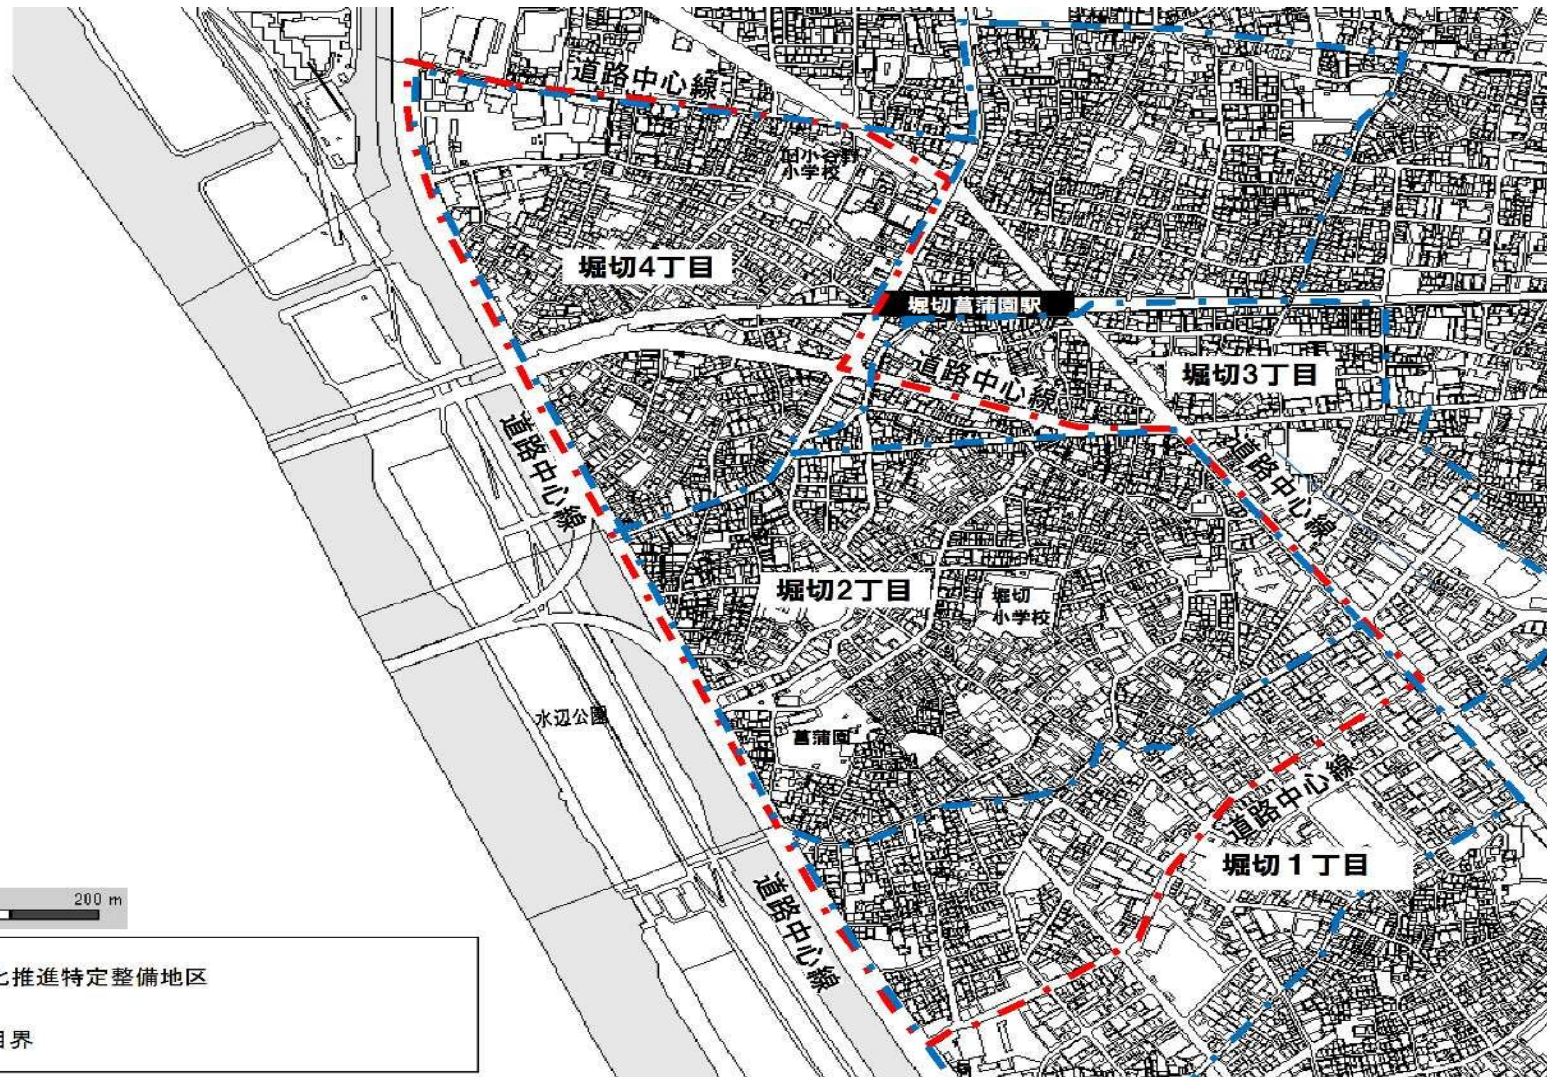 道路中心線
旧小谷野
小学校
堀切4丁目
堀切菖蒲園駅
道路中心線
堀切3丁目
道路中心線
道路中心線
堀切2丁目
堀切
小学校
水辺公園
菖蒲園
道路中心線
堀切1丁目
道路中心線
200 m
推進特定整備地区
界